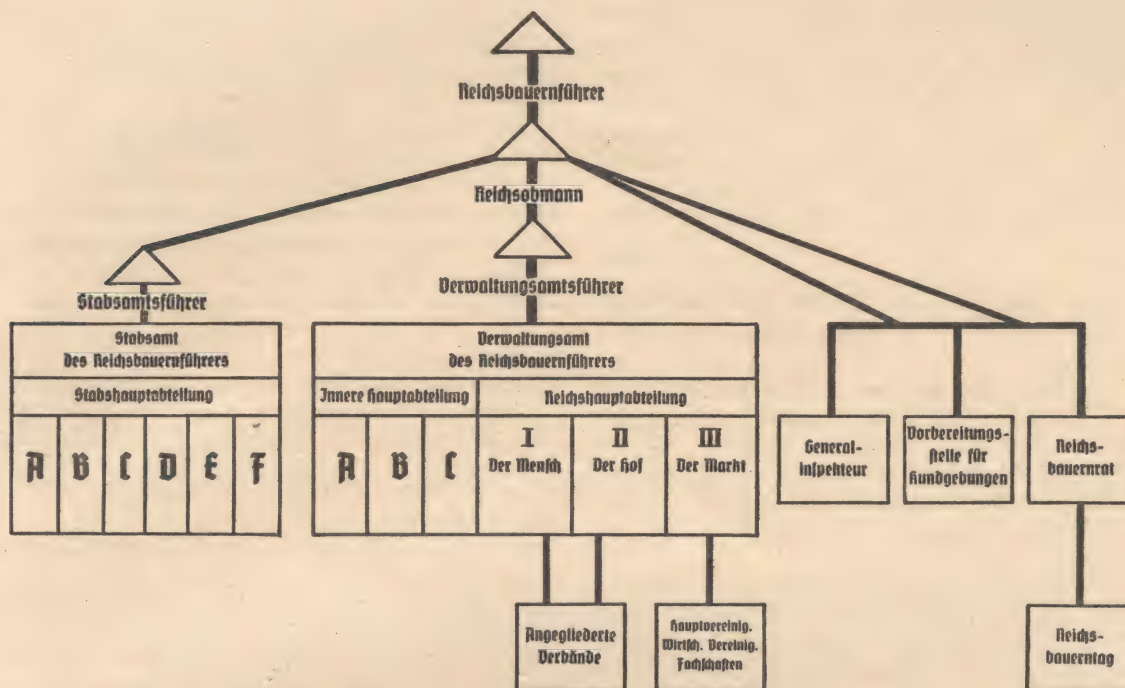 Reichsbauernführer
Reichsobmann
Stabsamtsführer
Verwaltungsamtsführer
Stabsamt
des Reichsbauernführers
Stabshauptabteilung
A B C D E F
Verwaltungsamt
des Reichsbauernführers
Innere Hauptabteilung
Reichshauptabteilung
A B C
I
Der Mensch
II
Der Hof
III
Der Markt
General-
inspekteur
Vorbereitungs-
stelle für
Kundgebungen
Reichs-
bauernrat
Angegliederte
Verbände
Hauptvereinig.
Wirtsch. Vereinig.
Fachschaften
Reichs-
bauerntag